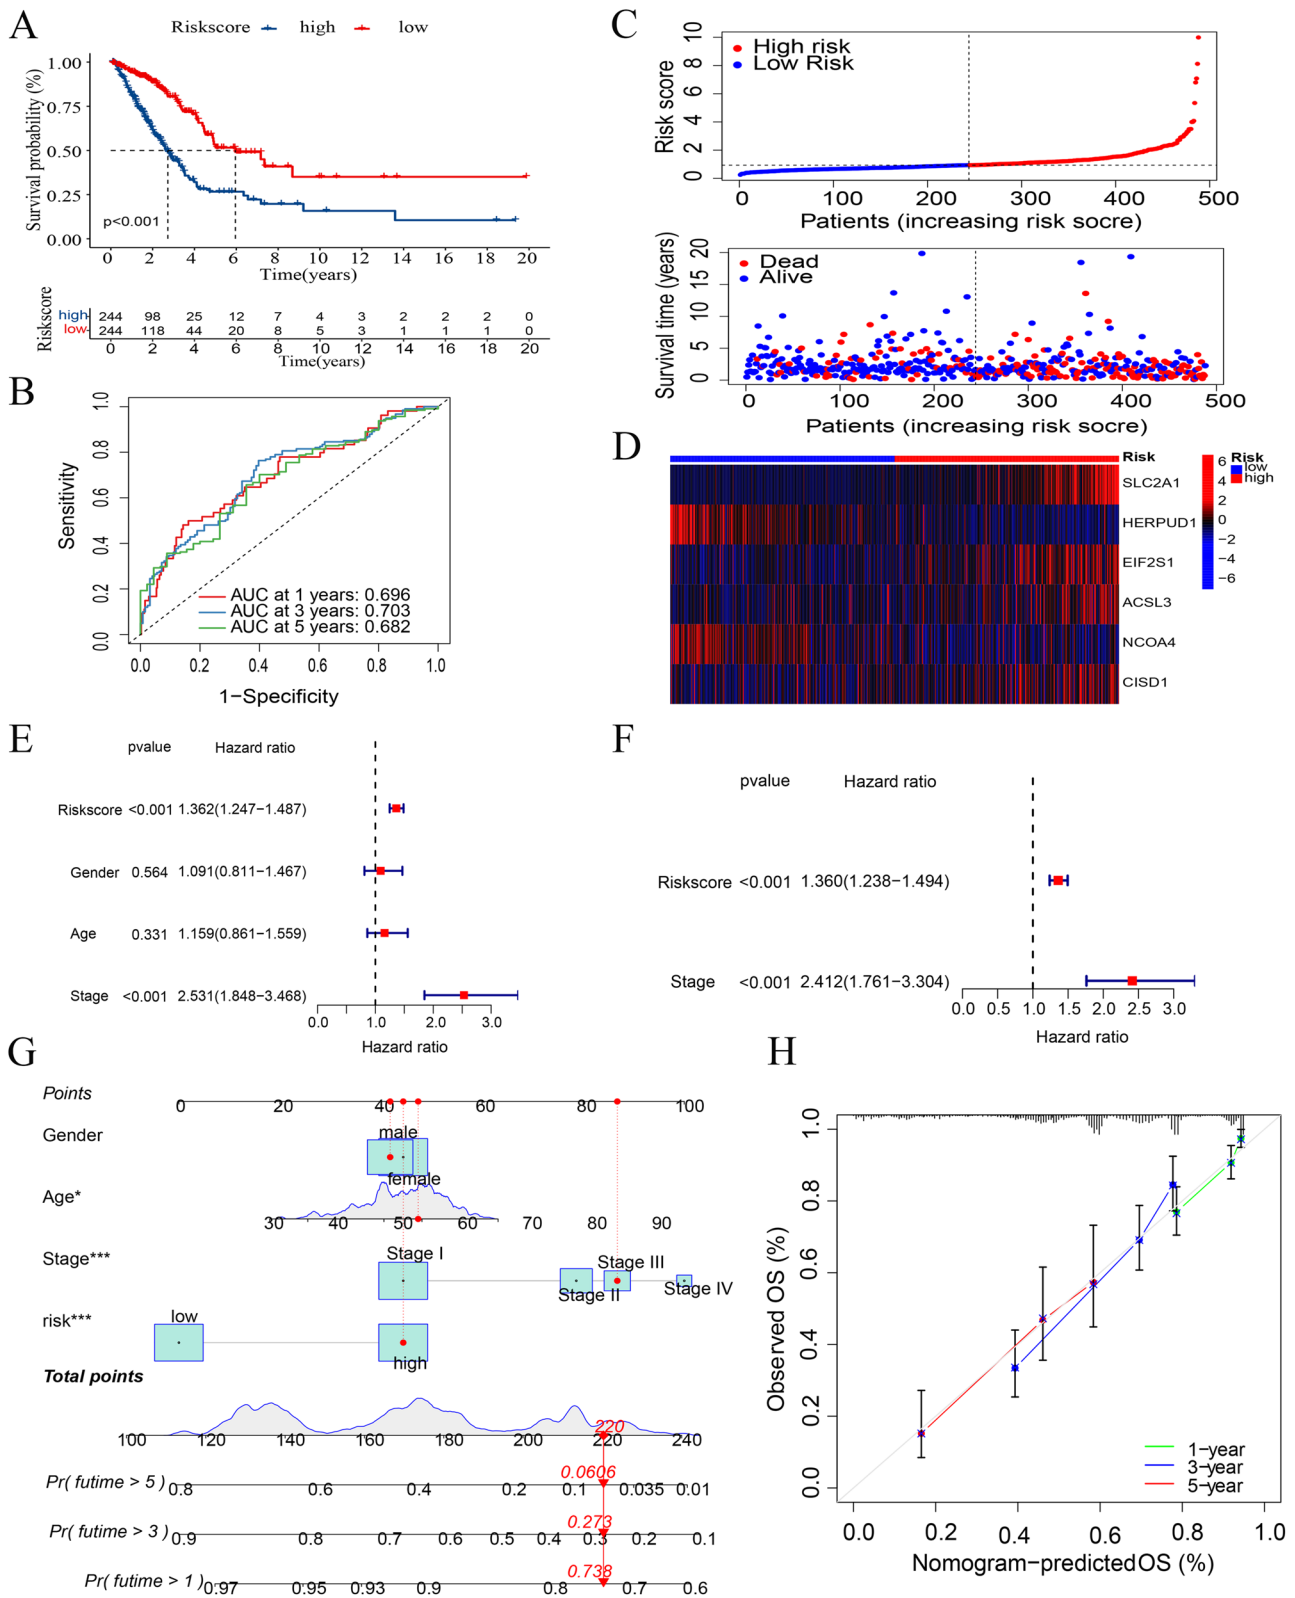 A
Riskscore high low
Survival probability (%)
1.00
0.75
0.50
0.25
0.00
p<0.001
0 2 4 6 8 10 12 14 16 18 20
Time(years)
Riskscore
high 244 98 25 12 7 4 3 2 2 2 0
low 244 118 44 20 8 5 3 1 1 1 0
0 2 4 6 8 10 12 14 16 18 20
Time(years)
B
Sensitivity
0.0 0.2 0.4 0.6 0.8 1.0
AUC at 1 years: 0.696
AUC at 3 years: 0.703
AUC at 5 years: 0.682
0.0 0.2 0.4 0.6 0.8 1.0
1−Specificity
C
Risk score
0 2 4 6 8 10
High risk
Low Risk
0 100 200 300 400 500
Patients (increasing risk socre)
Survival time (years)
0 5 10 15 20
Dead
Alive
0 100 200 300 400 500
Patients (increasing risk socre)
D
Risk
SLC2A1
HERPUD1
EIF2S1
ACSL3
NCOA4
CISD1
6
4
2
0
−2
−4
−6
Risk
low
high
E
pvalue Hazard ratio
Riskscore <0.001 1.362(1.247−1.487)
Gender 0.564 1.091(0.811−1.467)
Age 0.331 1.159(0.861−1.559)
Stage <0.001 2.531(1.848−3.468)
0.0 1.0 2.0 3.0
Hazard ratio
F
pvalue Hazard ratio
Riskscore <0.001 1.360(1.238−1.494)
Stage <0.001 2.412(1.761−3.304)
0.0 0.5 1.0 1.5 2.0 2.5 3.0
Hazard ratio
G
Points
0 20 40 60 80 100
Gender
male
female
Age*
30 40 50 60 70 80 90
Stage***
Stage I
Stage II
Stage III
Stage IV
risk***
low
high
Total points
220
100 120 140 160 180 200 220 240
0.0606
Pr( futime > 5) 0.8 0.6 0.4 0.2 0.1 0.035 0.01
0.273
Pr( futime > 3) 0.9 0.8 0.7 0.6 0.5 0.4 0.3 0.2 0.1
0.738
Pr( futime > 1) 0.97 0.95 0.93 0.9 0.8 0.7 0.6
H
Observed OS (%)
0.0 0.2 0.4 0.6 0.8 1.0
1−year
3−year
5−year
0.0 0.2 0.4 0.6 0.8 1.0
Nomogram−predicted OS (%)